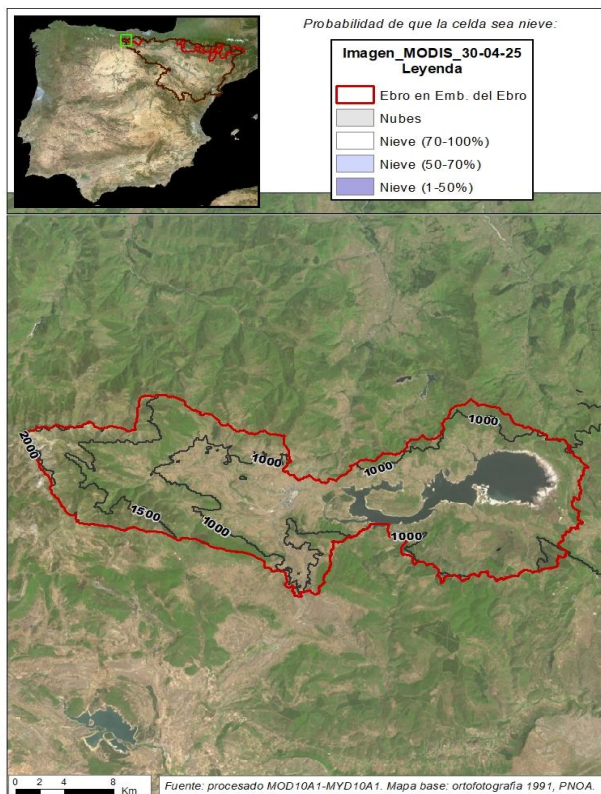 Probabilidad de que la celda sea nieve:
Imagen_MODIS_30-04-25
Leyenda
Ebro en Emb. del Ebro
Nubes
Nieve (70-100%)
Nieve (50-70%)
Nieve (1-50%)
1000
2000
1000
1000
1500
1000
1000
0 2 4 8
Km
Fuente: procesado MOD10A1-MYD10A1. Mapa base: ortofotografia 1991, PNOA.